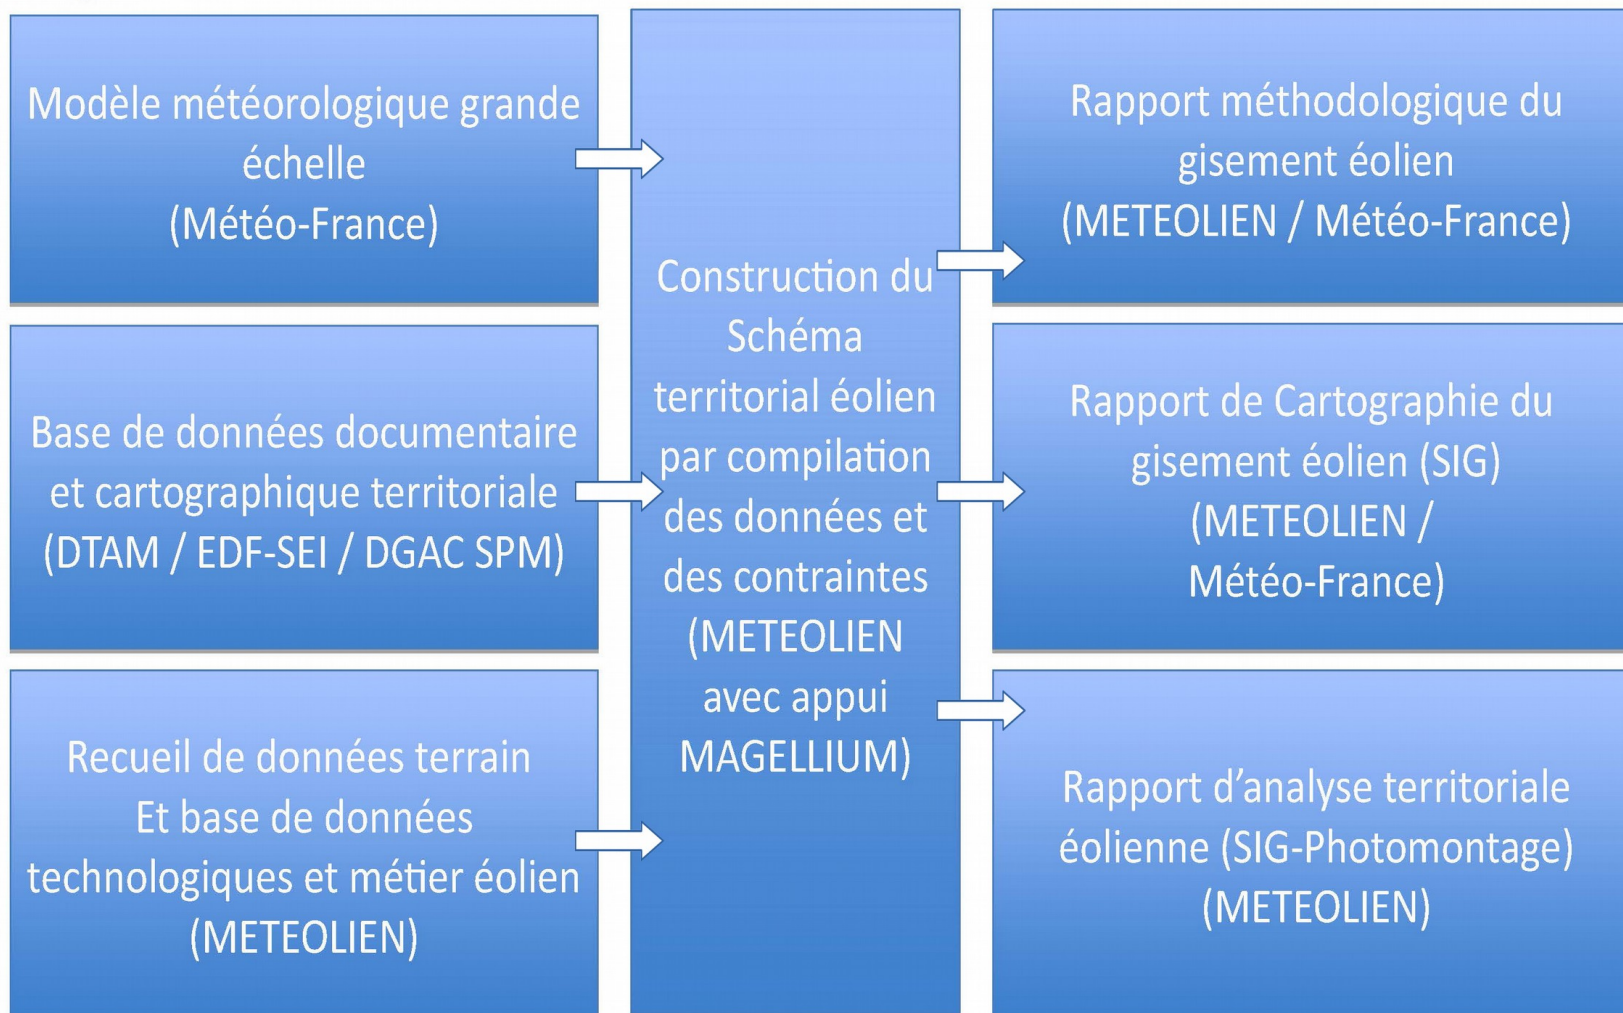 Modèle météorologique grande
échelle
(Météo-France)
Base de données documentaire
et cartographique territoriale
(DTAM / EDF-SEI / DGAC SPM)
Recueil de données terrain
Et base de données
technologiques et métier éolien
(METEOLIEN)
Construction du
Schéma
territorial éolien
par compilation
des données et
des contraintes
(METEOLIEN
avec appui
MAGELLIUM)
Rapport méthodologique du
gisement éolien
(METEOLIEN / Météo-France)
Rapport de Cartographie du
gisement éolien (SIG)
(METEOLIEN /
Météo-France)
Rapport d’analyse territoriale
éolienne (SIG-Photomontage)
(METEOLIEN)